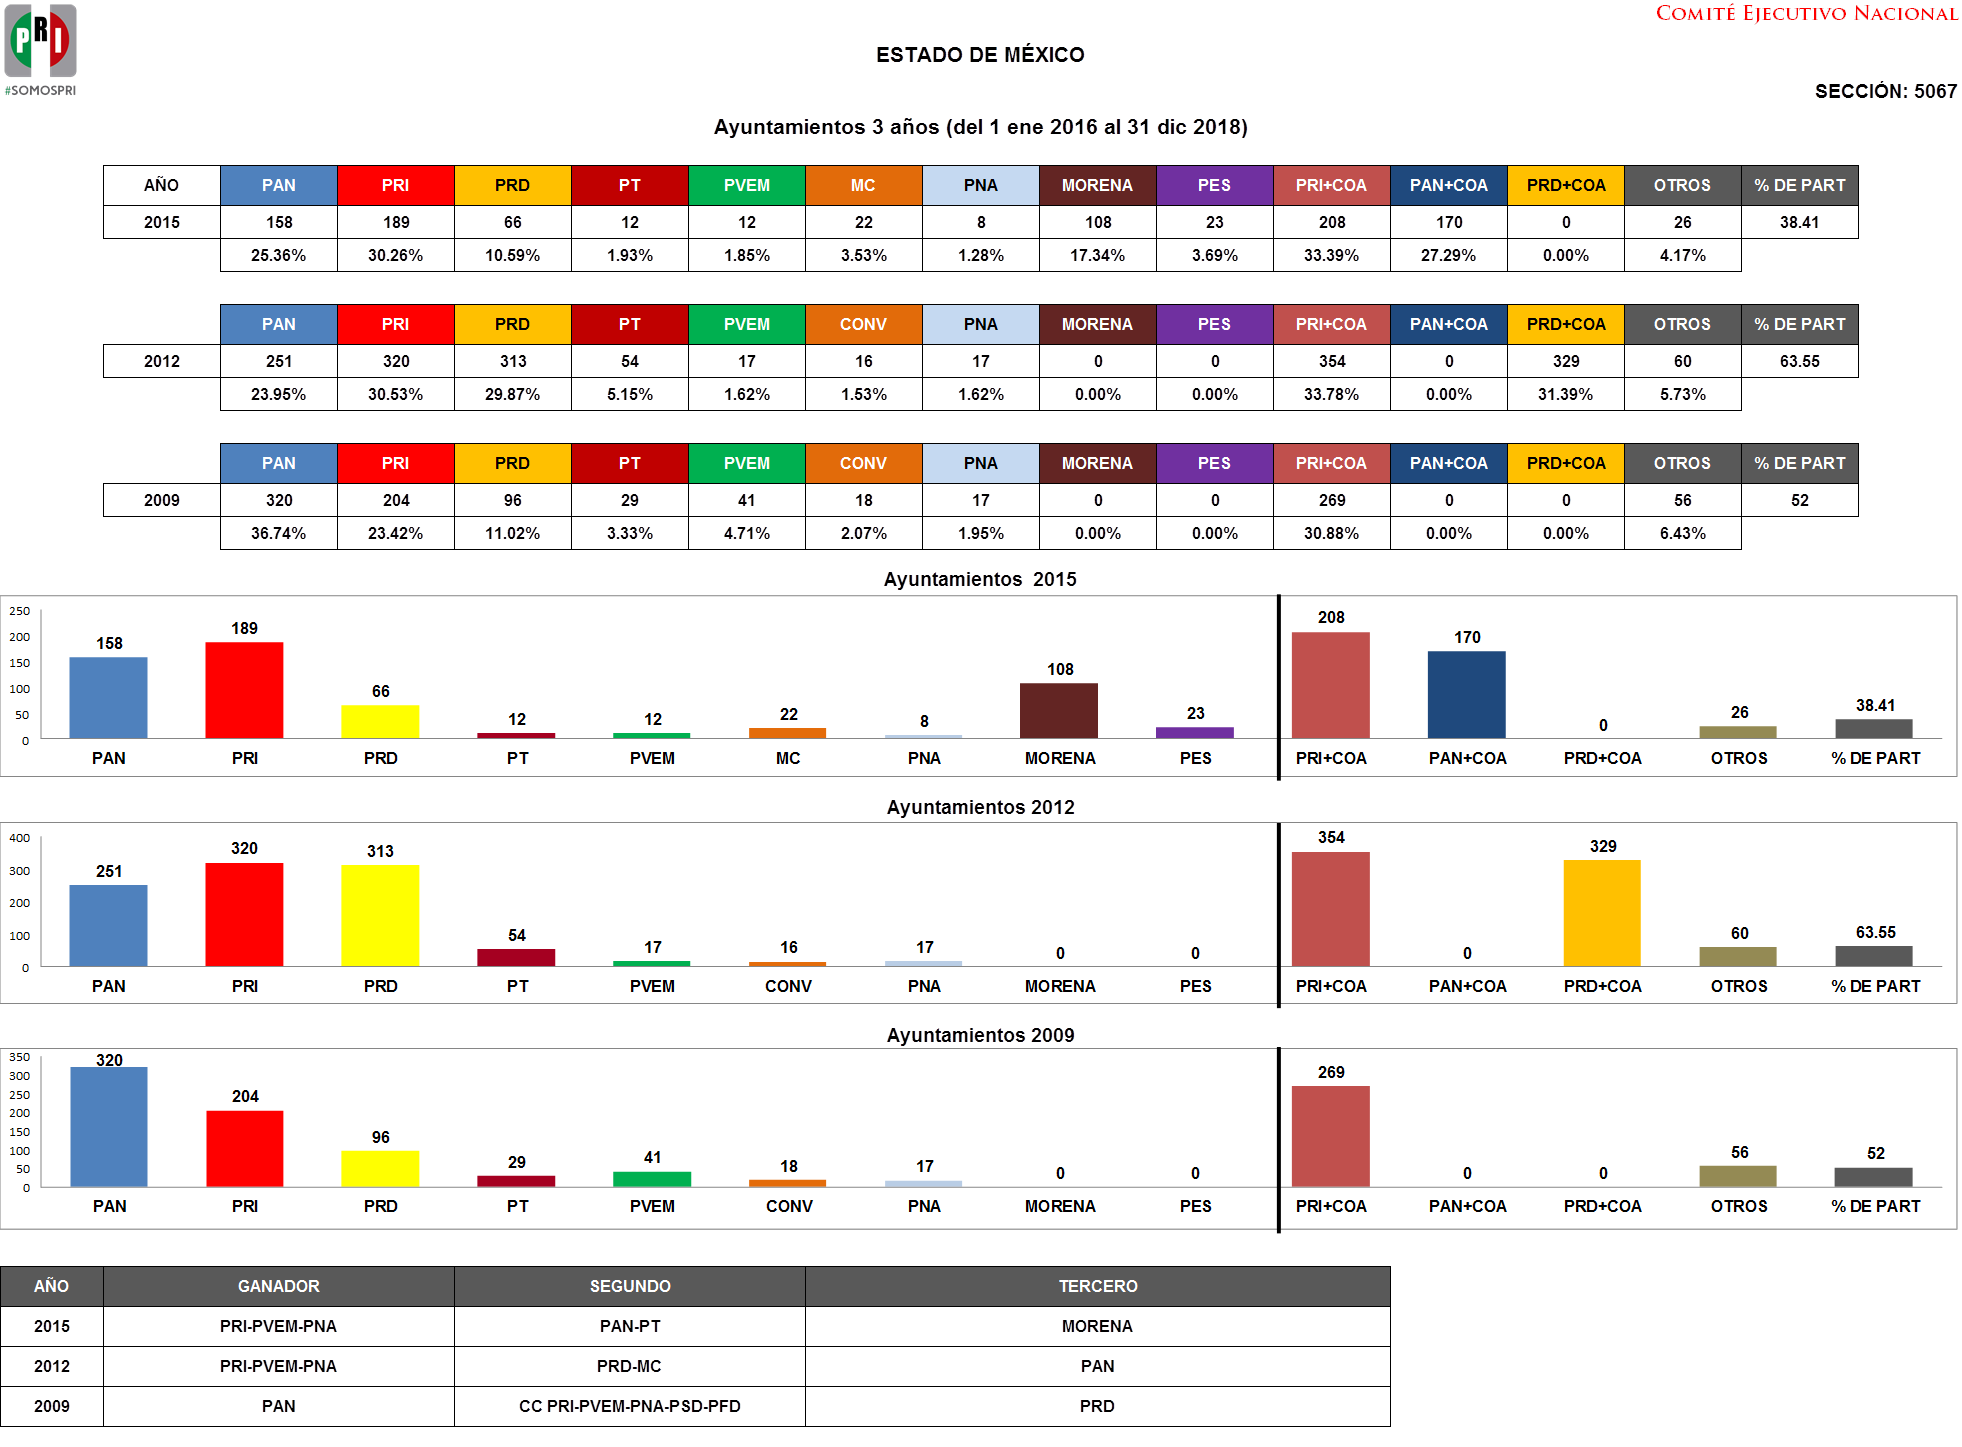 COMITÉ EJECUTIVO NACIONAL
PRI
#SOMOSPRI
ESTADO DE MÉXICO
SECCIÓN: 5067
Ayuntamientos 3 años (del 1 ene 2016 al 31 dic 2018)
AÑO PAN PRI PRD PT PVEM MC PNA MORENA PES PRI+COA PAN+COA PRD+COA OTROS % DE PART
2015 158 189 66 12 12 22 8 108 23 208 170 0 26 38.41
25.36% 30.26% 10.59% 1.93% 1.85% 3.53% 1.28% 17.34% 3.69% 33.39% 27.29% 0.00% 4.17%
PAN PRI PRD PT PVEM CONV PNA MORENA PES PRI+COA PAN+COA PRD+COA OTROS % DE PART
2012 251 320 313 54 17 16 17 0 0 354 0 329 60 63.55
23.95% 30.53% 29.87% 5.15% 1.62% 1.53% 1.62% 0.00% 0.00% 33.78% 0.00% 31.39% 5.73%
PAN PRI PRD PT PVEM CONV PNA MORENA PES PRI+COA PAN+COA PRD+COA OTROS % DE PART
2009 320 204 96 29 41 18 17 0 0 269 0 0 56 52
36.74% 23.42% 11.02% 3.33% 4.71% 2.07% 1.95% 0.00% 0.00% 30.88% 0.00% 0.00% 6.43%
Ayuntamientos 2015
250
200
150
100
50
0
158 189 66 12 12 22 8 108 23 208 170 0 26 38.41
PAN PRI PRD PT PVEM MC PNA MORENA PES PRI+COA PAN+COA PRD+COA OTROS % DE PART
Ayuntamientos 2012
400
300
200
100
0
251 320 313 54 17 16 17 0 0 354 0 329 60 63.55
PAN PRI PRD PT PVEM CONV PNA MORENA PES PRI+COA PAN+COA PRD+COA OTROS % DE PART
Ayuntamientos 2009
350
300
250
200
150
100
50
0
320 204 96 29 41 18 17 0 0 269 0 0 56 52
PAN PRI PRD PT PVEM CONV PNA MORENA PES PRI+COA PAN+COA PRD+COA OTROS % DE PART
AÑO GANADOR SEGUNDO TERCERO
2015 PRI-PVEM-PNA PAN-PT MORENA
2012 PRI-PVEM-PNA PRD-MC PAN
2009 PAN CC PRI-PVEM-PNA-PSD-PFD PRD